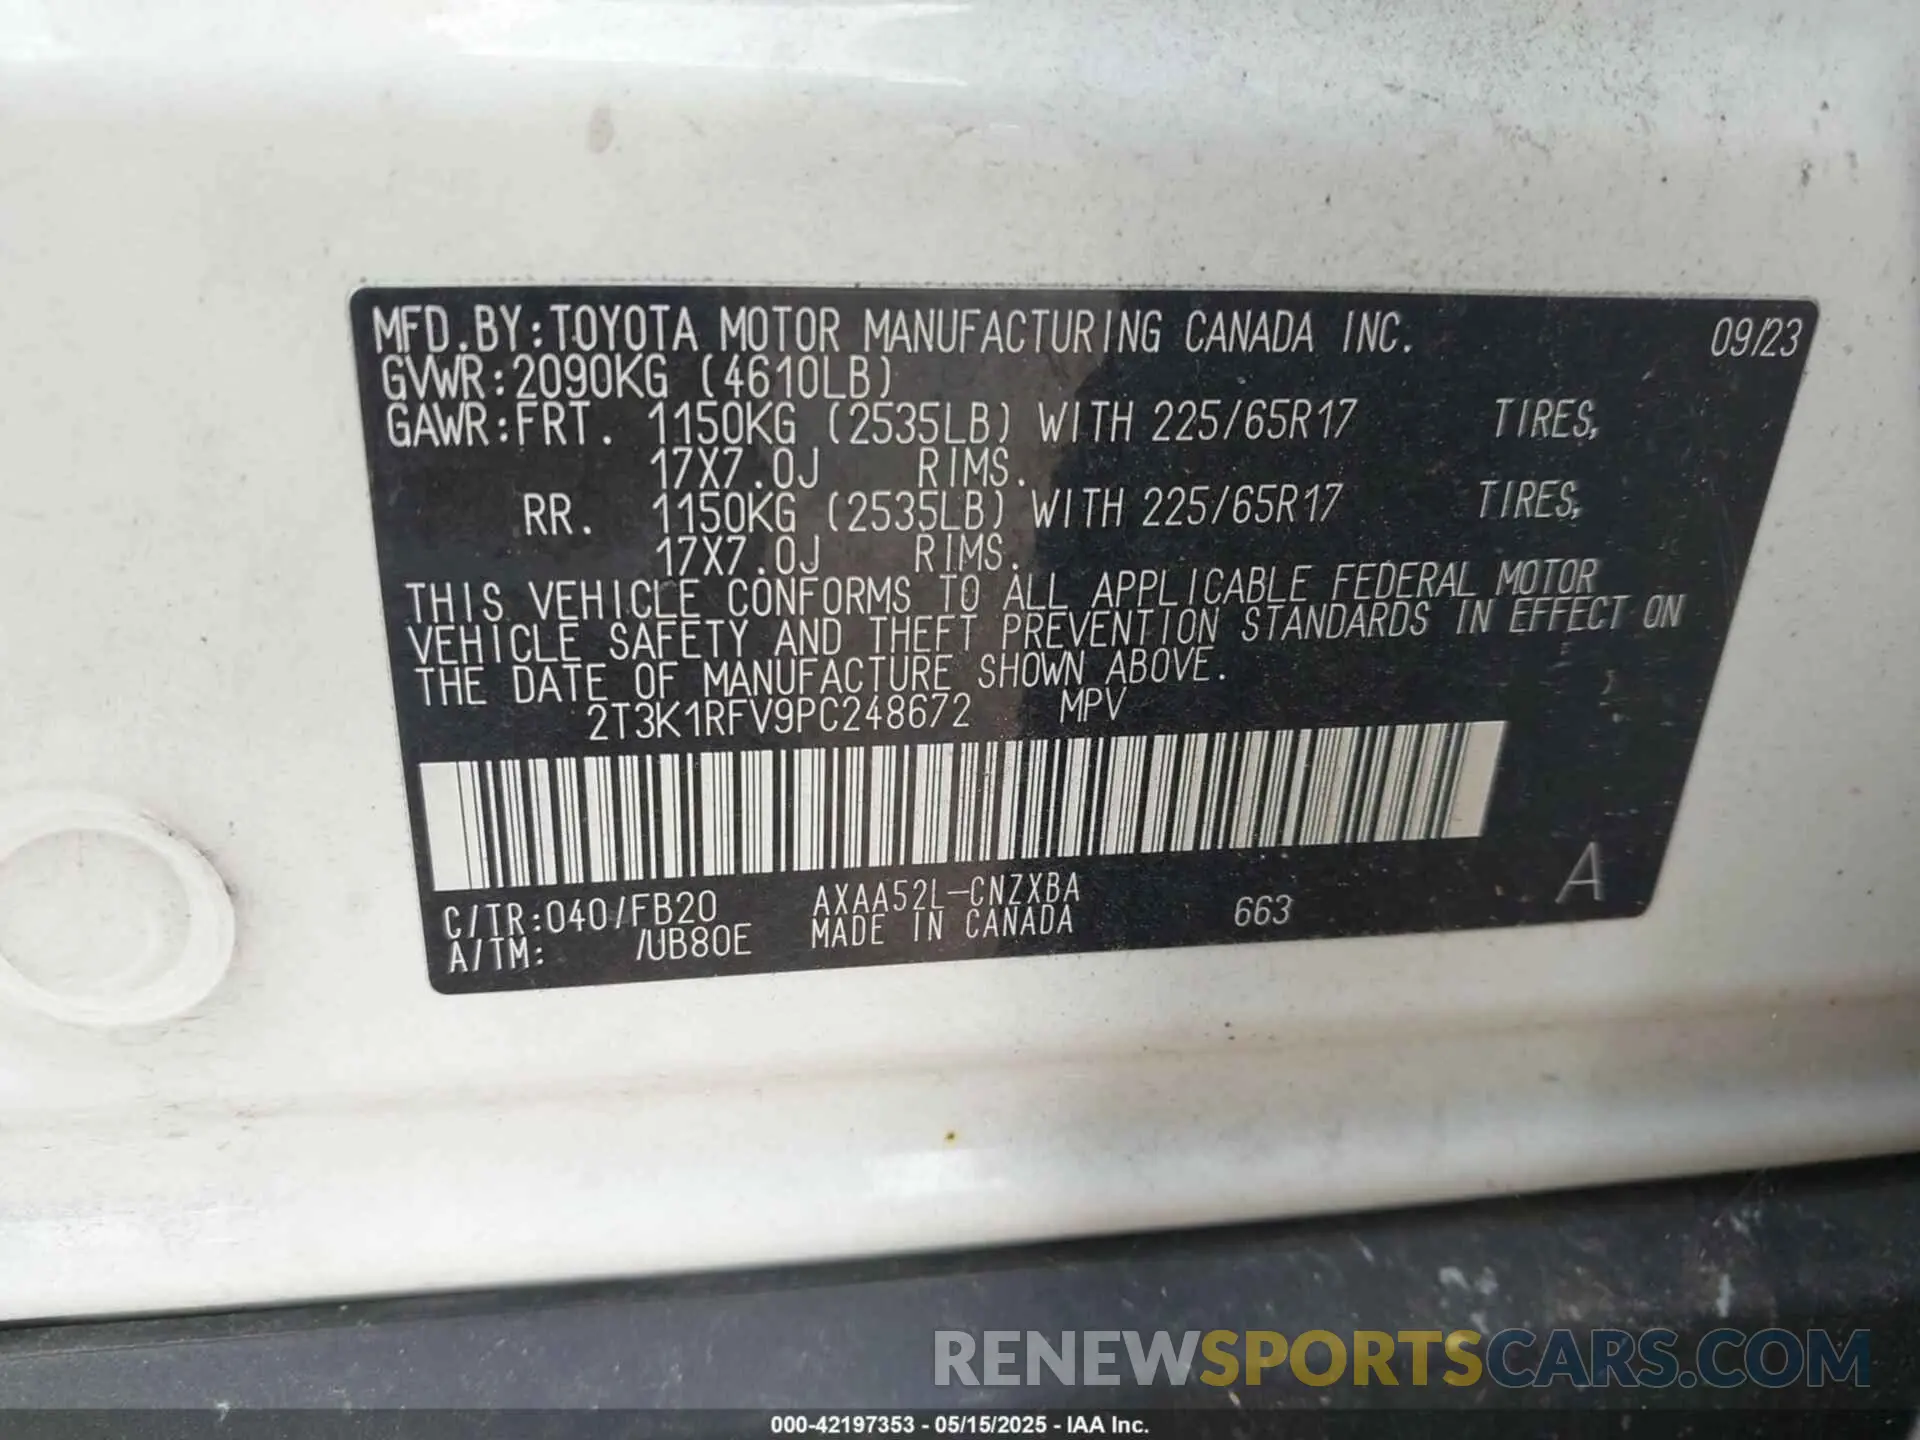 MFD.BY:TOYOTA MOTOR MANUFACTURING CANADA INC. 09/23
GVWR:2090KG (4610LB)
GAWR:FRT. 1150KG (2535LB) WITH 225/65R17 TIRES,
17X7.0J RIMS.
RR. 1150KG (2535LB) WITH 225/65R17 TIRES,
17X7.0J RIMS.
THIS VEHICLE CONFORMS TO ALL APPLICABLE FEDERAL MOTOR
VEHICLE SAFETY AND THEFT PREVENTION STANDARDS IN EFFECT ON
THE DATE OF MANUFACTURE SHOWN ABOVE.
2T3K1RFV9PC248672 MPV
C/TR:040/FB20 AXAA52L-CNZXBA 663 A
A/TM: /UB80E MADE IN CANADA
RENEWSPORTSCARS.COM
000-42197353 - 05/15/2025 - IAA Inc.